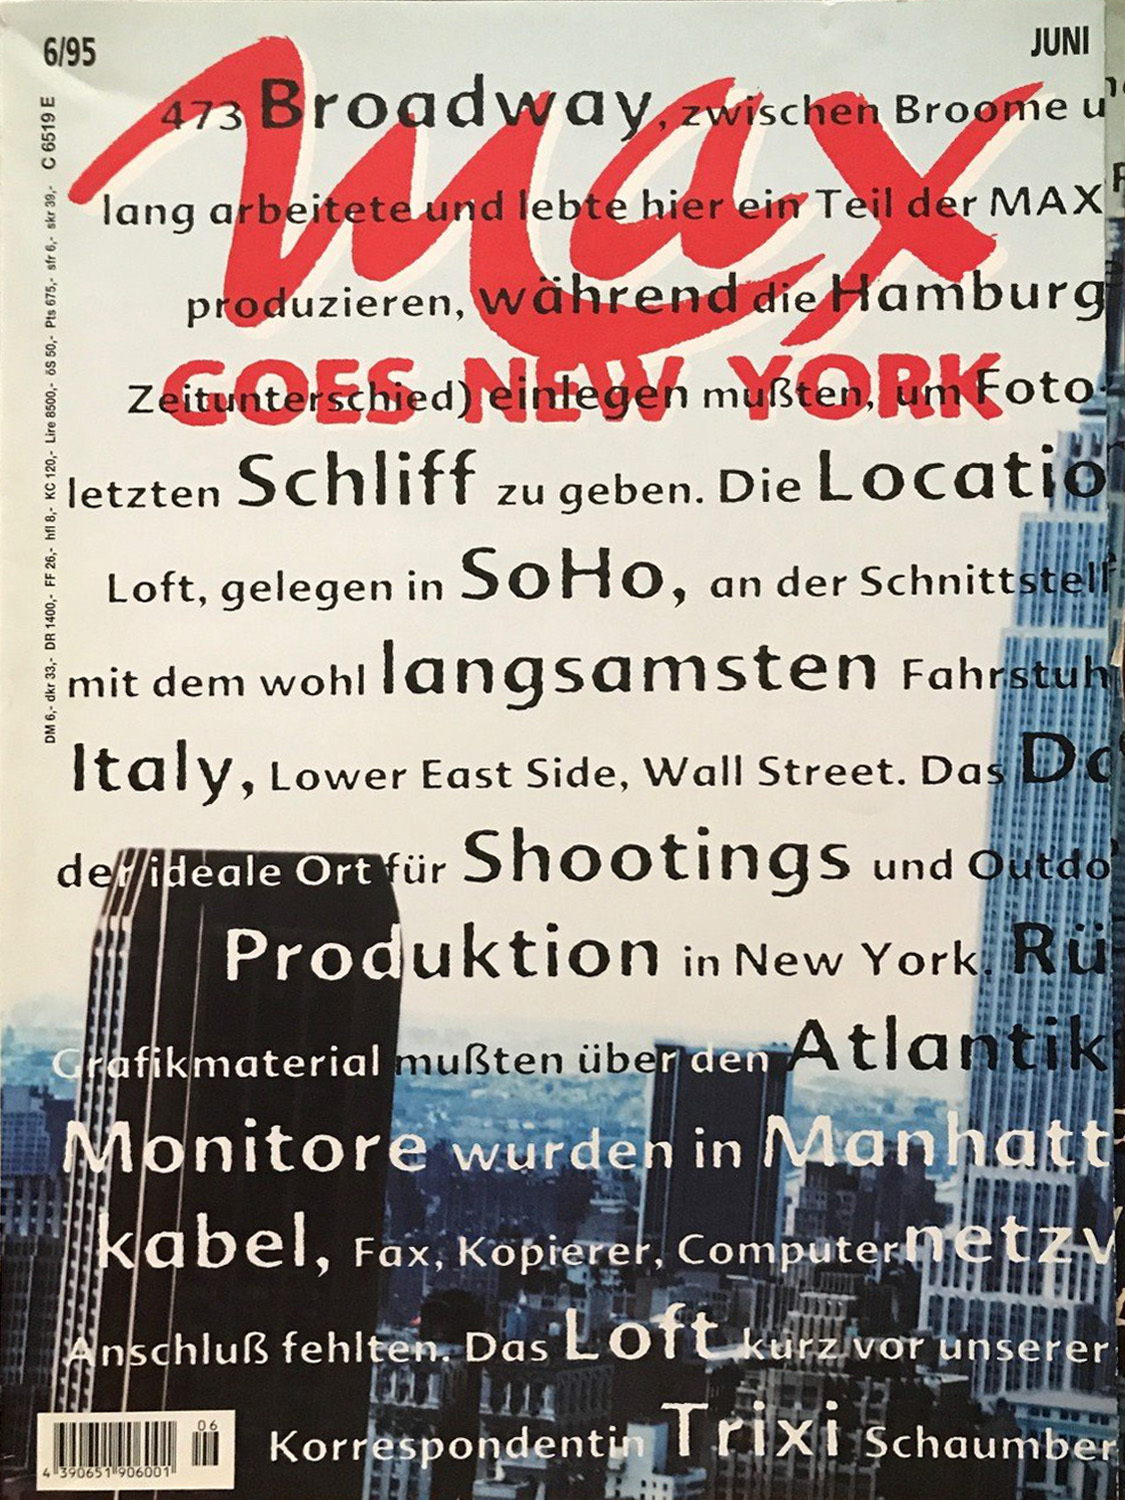 6/95
JUNI
max
GOES NEW YORK
C 6519 E
DM 6,- dkr 33,- DR 1400,- FF 26,- hfl 8,- KC 120,- Lire 8500,- öS 50,- Pts 675,- sfr 6,- skr 39,-
473 Broadway, zwischen Broome u
lang arbeitete und lebte hier ein Teil der MAX
produzieren, während die Hamburg
Zeitunterschied) einlegen mußten, um Foto-
letzten Schliff zu geben. Die Locatio
Loft, gelegen in SoHo, an der Schnittstell
mit dem wohl langsamsten Fahrstuh
Italy, Lower East Side, Wall Street. Das Do
der ideale Ort für Shootings und Outdo
Produktion in New York. Rü
Grafikmaterial mußten über den Atlantik
Monitore wurden in Manhatt
kabel, Fax, Kopierer, Computernetzw
Anschluß fehlten. Das Loft kurz vor unserer
Korrespondentin Trixi Schaumber
06
4 390651 906001